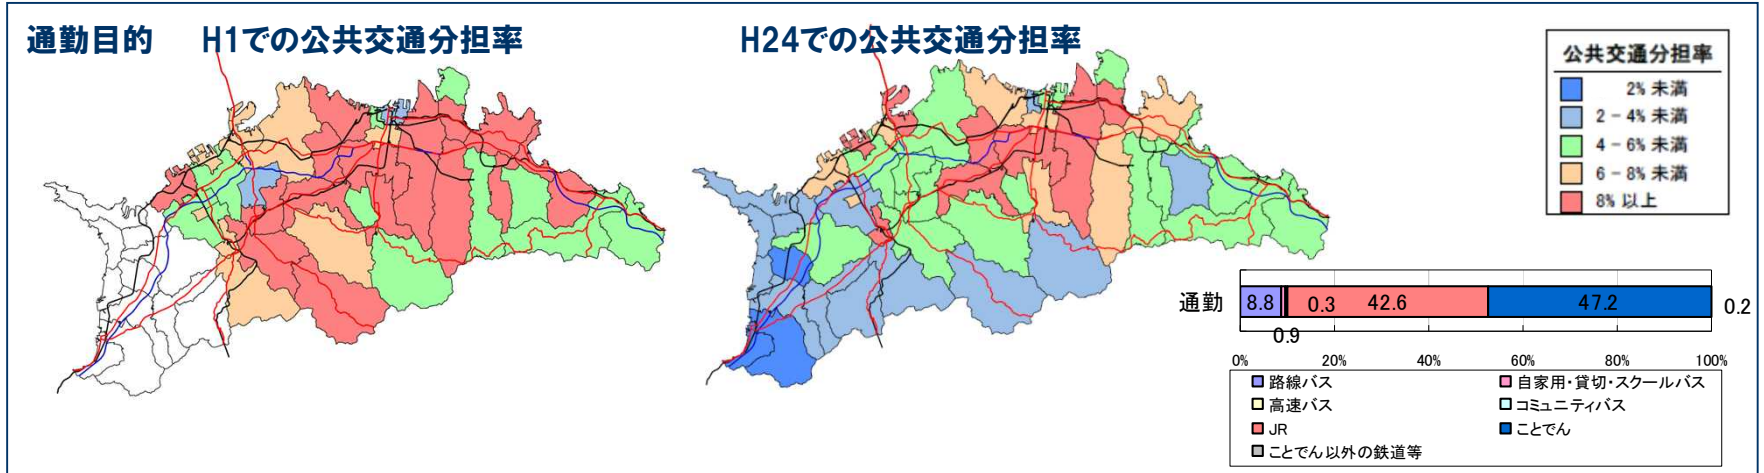 通勤目的 H1での公共交通分担率
H24での公共交通分担率
公共交通分担率
2% 未満
2 – 4% 未満
4 – 6% 未満
6 – 8% 未満
8% 以上
通勤 8.8 0.3 42.6 47.2 0.2
0.9
0% 20% 40% 60% 80% 100%
路線バス 自家用・貸切・スクールバス
高速バス コミュニティバス
JR ことでん
ことでん以外の鉄道等